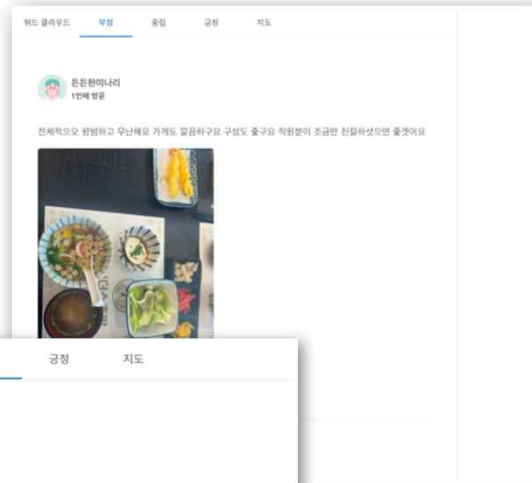 워드 클라우드 부정 중립 긍정 지도
든든한미나리
1번째 방문
전체적으오 평범하고 무난해요 가게도 깔끔하구요 구성도 좋구요 직원분이 조금만 친절하셧으면 좋겟어요
긍정 지도